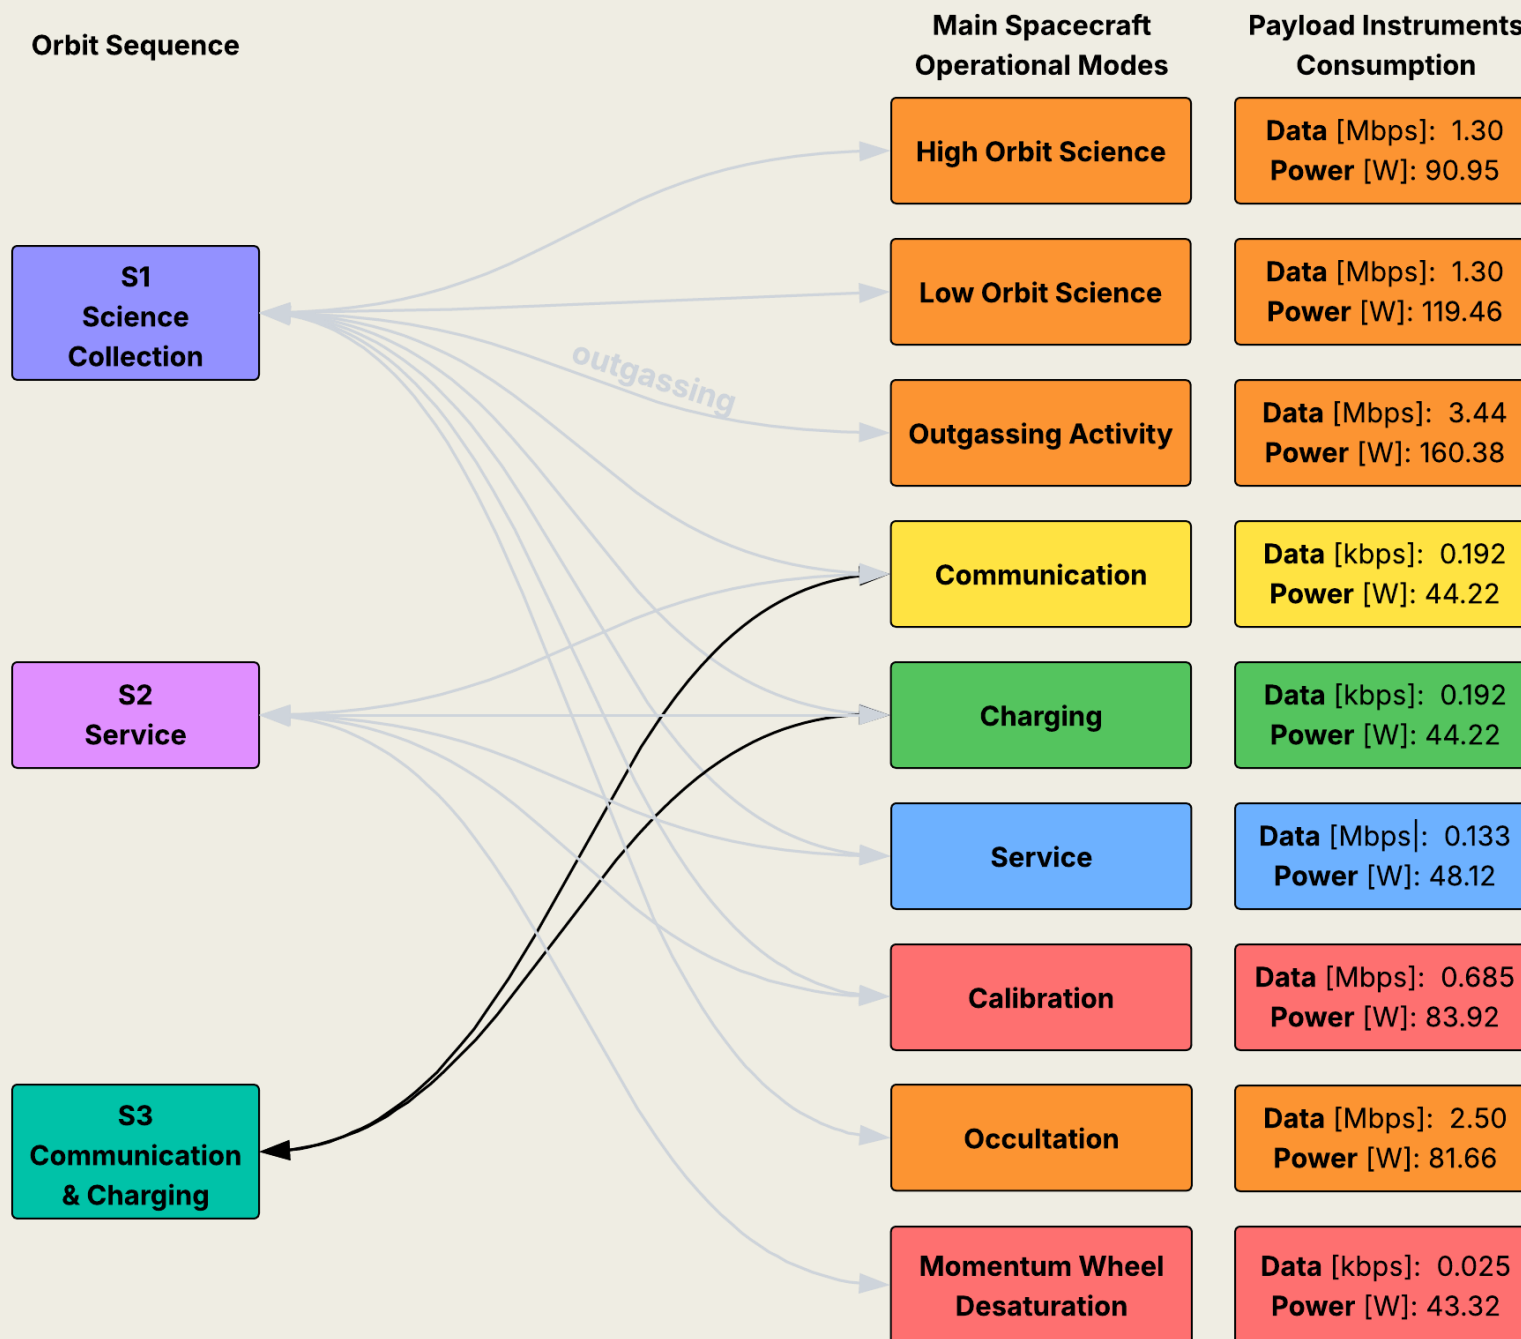 Orbit Sequence
Main Spacecraft
Operational Modes
Payload Instruments
Consumption
S1
Science
Collection
S2
Service
S3
Communication
& Charging
outgassing
High Orbit Science
Data [Mbps]: 1.30
Power [W]: 90.95
Low Orbit Science
Data [Mbps]: 1.30
Power [W]: 119.46
Outgassing Activity
Data [Mbps]: 3.44
Power [W]: 160.38
Communication
Data [kbps]: 0.192
Power [W]: 44.22
Charging
Data [kbps]: 0.192
Power [W]: 44.22
Service
Data [Mbps|: 0.133
Power [W]: 48.12
Calibration
Data [Mbps]: 0.685
Power [W]: 83.92
Occultation
Data [Mbps]: 2.50
Power [W]: 81.66
Momentum Wheel
Desaturation
Data [kbps]: 0.025
Power [W]: 43.32